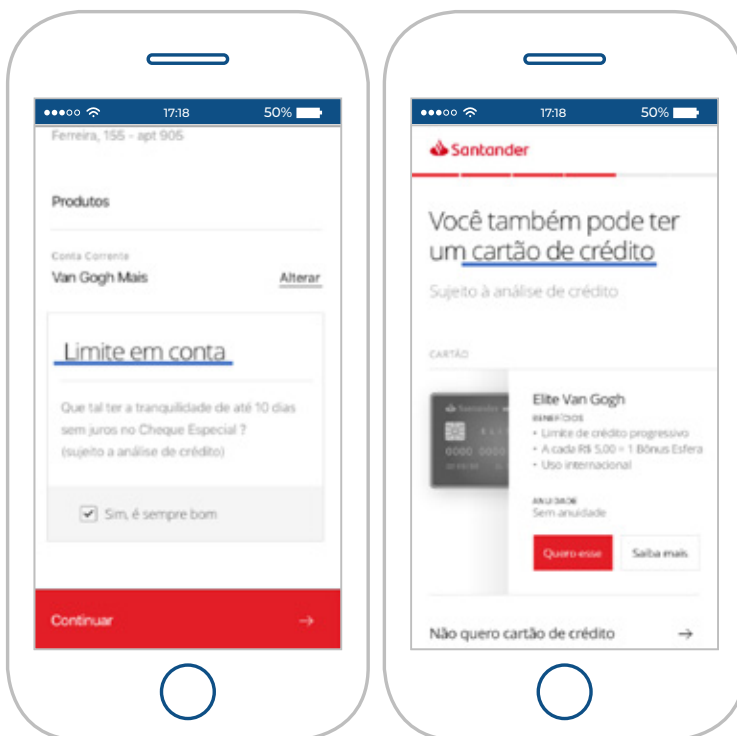 17:18
50%
Ferreira, 155 - apt 905
Produtos
Conta Corrente
Van Gogh Mais
Alterar
Limite em conta
Que tal ter a tranquilidade de até 10 dias
sem juros no Cheque Especial ?
(sujeito a análise de crédito)
Sim, é sempre bom
Continuar
17:18
50%
Santander
Você também pode ter
um cartão de crédito
Sujeito à análise de crédito
CARTÃO
Santander
Elite Van Gogh
BENEFÍCIOS
• Limite de crédito progressivo
• A cada R$ 5,00 = 1 Bônus Esfera
• Uso internacional
ANUIDADE
Sem anuidade
Quero esse
Saiba mais
Não quero cartão de crédito